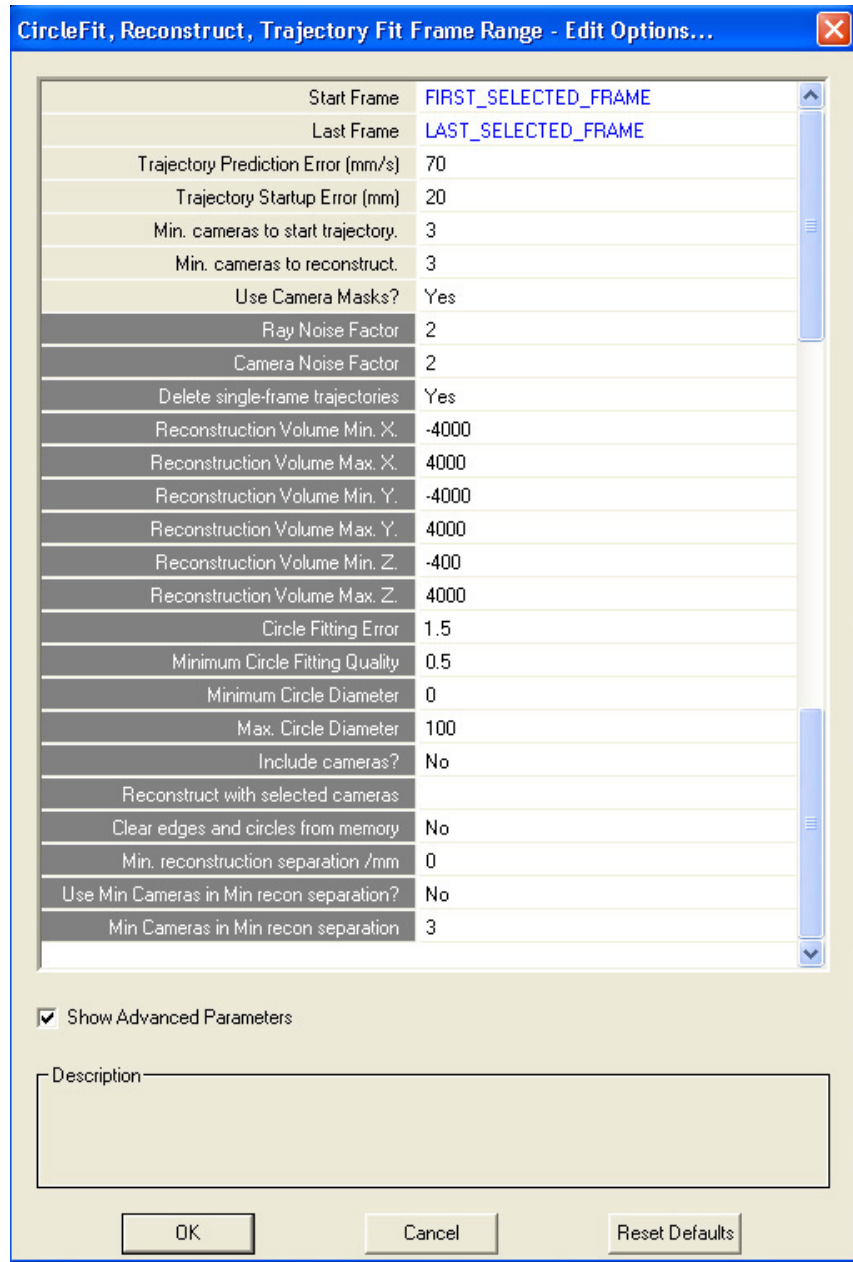 CircleFit, Reconstruct, Trajectory Fit Frame Range - Edit Options...
Start Frame FIRST_SELECTED_FRAME
Last Frame LAST_SELECTED_FRAME
Trajectory Prediction Error (mm/s) 70
Trajectory Startup Error (mm) 20
Min. cameras to start trajectory. 3
Min. cameras to reconstruct. 3
Use Camera Masks? Yes
Ray Noise Factor 2
Camera Noise Factor 2
Delete single-frame trajectories Yes
Reconstruction Volume Min. X. -4000
Reconstruction Volume Max. X. 4000
Reconstruction Volume Min. Y. -4000
Reconstruction Volume Max. Y. 4000
Reconstruction Volume Min. Z. -400
Reconstruction Volume Max. Z. 4000
Circle Fitting Error 1.5
Minimum Circle Fitting Quality 0.5
Minimum Circle Diameter 0
Max. Circle Diameter 100
Include cameras? No
Reconstruct with selected cameras
Clear edges and circles from memory No
Min. reconstruction separation /mm 0
Use Min Cameras in Min recon separation? No
Min Cameras in Min recon separation 3
Show Advanced Parameters
Description
OK Cancel Reset Defaults